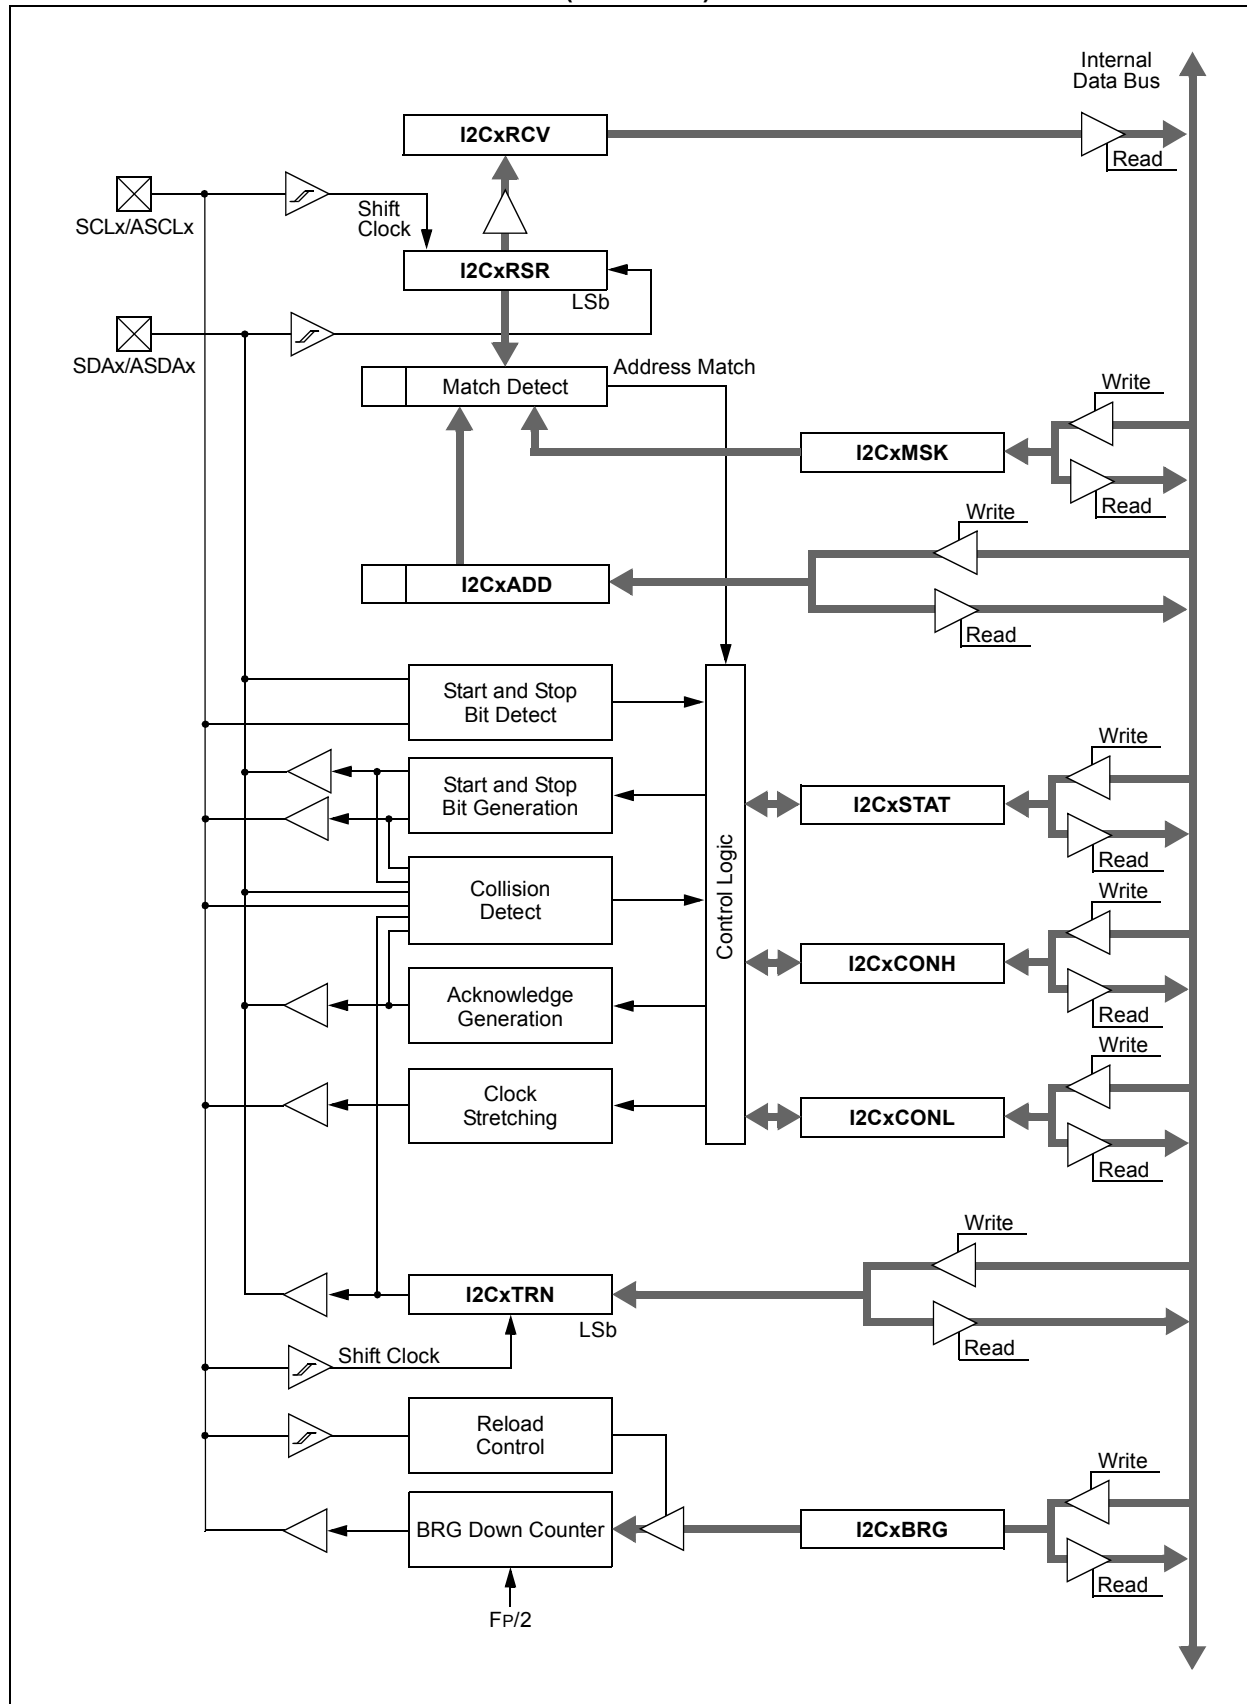 Internal
Data Bus
I2CxRCV
Read
SCLx/ASCLx
Shift
Clock
I2CxRSR
LSb
SDAx/ASDAx
Address Match
Match Detect
Write
I2CxMSK
Read
Write
I2CxADD
Read
Start and Stop
Bit Detect
Write
Start and Stop
Bit Generation
I2CxSTAT
Read
Control Logic
Collision
Detect
Write
I2CxCONH
Acknowledge
Generation
Read
Write
Clock
Stretching
I2CxCONL
Read
Write
I2CxTRN
LSb
Read
Shift Clock
Reload
Control
Write
BRG Down Counter
I2CxBRG
Read
FP/2